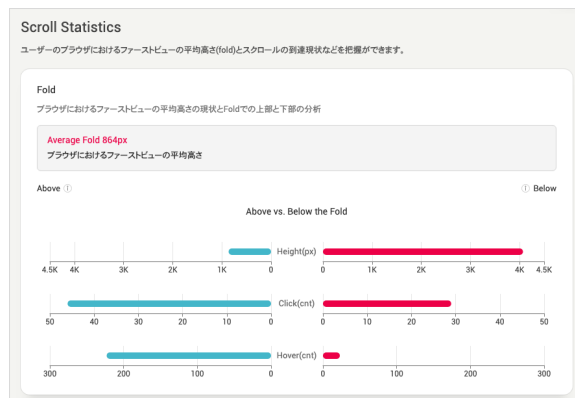 Scroll Statistics
ユーザーのブラウザにおけるファーストビューの平均高さ(fold)とスクロールの到達現状などを把握ができます。
Fold
ブラウザにおけるファーストビューの平均高さの現状とFoldでの上部と下部の分析
Average Fold 864px
ブラウザにおけるファーストビューの平均高さ
Above Below
Above vs. Below the Fold
Height(px)
4.5K 4K 3K 2K 1K 0 0 1K 2K 3K 4K 4.5K
Click(cnt)
50 40 30 20 10 0 0 10 20 30 40 50
Hover(cnt)
300 200 100 0 0 100 200 300